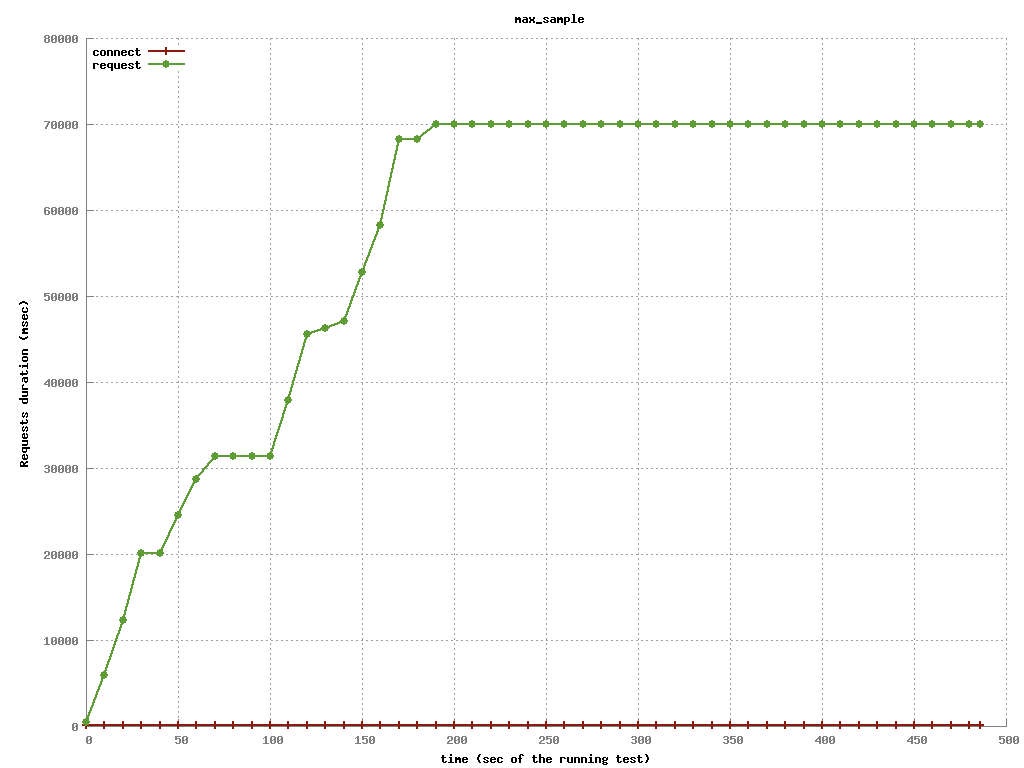 max_sample
connect
request
80000
70000
60000
50000
40000
30000
20000
10000
0
Requests duration (msec)
0 50 100 150 200 250 300 350 400 450 500
time (sec of the running test)